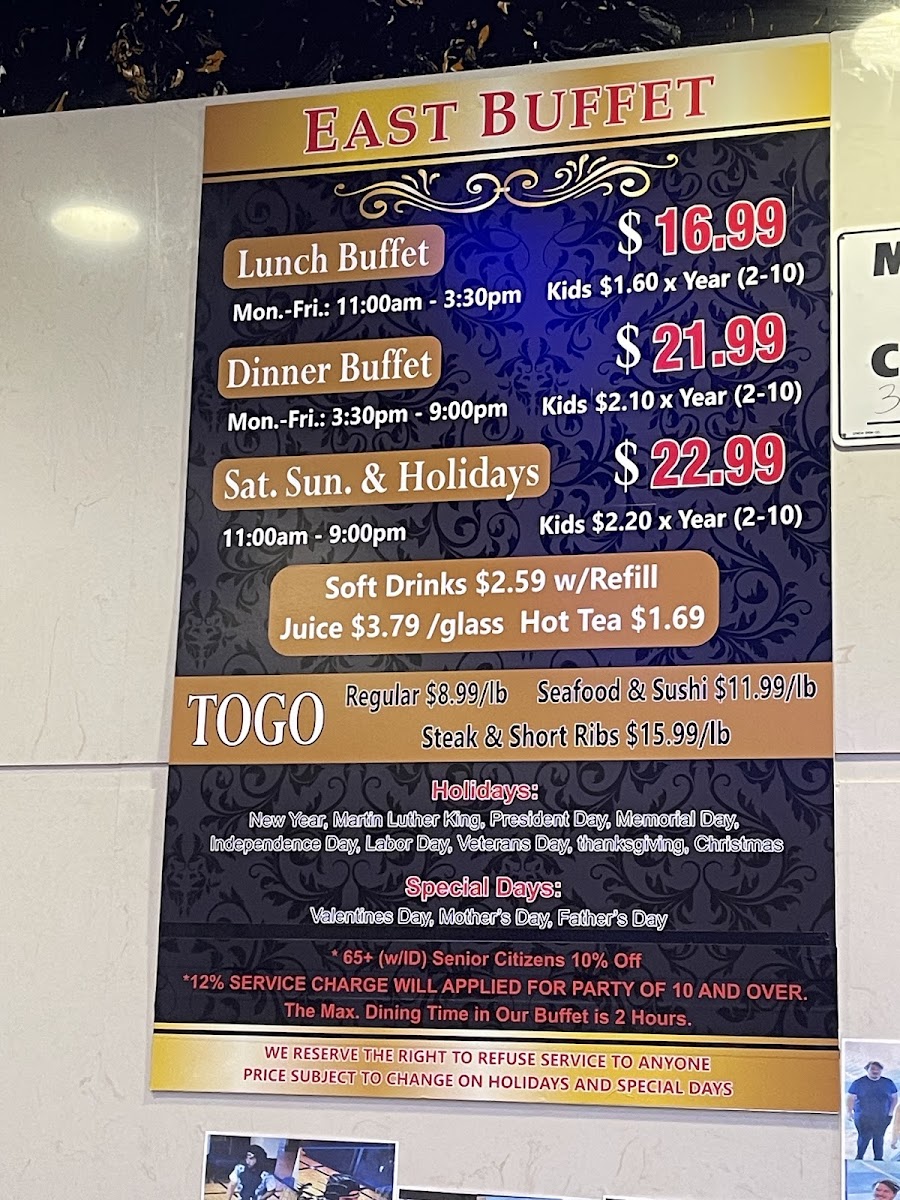 EAST BUFFET
Lunch Buffet $ 16.99
Mon.-Fri.: 11:00am - 3:30pm Kids $1.60 x Year (2-10)
Dinner Buffet $ 21.99
Mon.-Fri.: 3:30pm - 9:00pm Kids $2.10 x Year (2-10)
Sat. Sun. & Holidays $ 22.99
11:00am - 9:00pm Kids $2.20 x Year (2-10)
Soft Drinks $2.59 w/Refill
Juice $3.79 /glass Hot Tea $1.69
TOGO Regular $8.99/lb Seafood & Sushi $11.99/lb
Steak & Short Ribs $15.99/lb
Holidays:
New Year, Martin Luther King, President Day, Memorial Day,
Independence Day, Labor Day, Veterans Day, thanksgiving, Christmas
Special Days:
Valentines Day, Mother's Day, Father's Day
* 65+ (w/ID) Senior Citizens 10% Off
*12% SERVICE CHARGE WILL APPLIED FOR PARTY OF 10 AND OVER.
The Max. Dining Time in Our Buffet is 2 Hours.
WE RESERVE THE RIGHT TO REFUSE SERVICE TO ANYONE
PRICE SUBJECT TO CHANGE ON HOLIDAYS AND SPECIAL DAYS
M
C
3